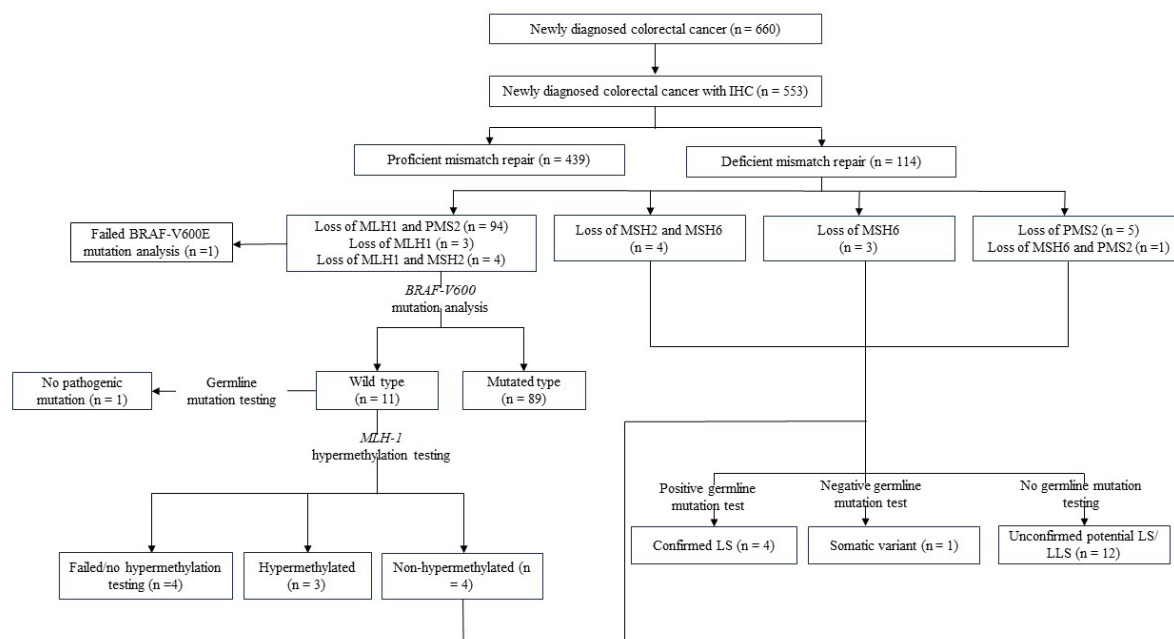 Newly diagnosed colorectal cancer (n = 660)
Newly diagnosed colorectal cancer with IHC (n = 553)
Proficient mismatch repair (n = 439)
Deficient mismatch repair (n = 114)
Failed BRAF-V600E
mutation analysis (n =1)
Loss of MLH1 and PMS2 (n = 94)
Loss of MLH1 (n = 3)
Loss of MLH1 and MSH2 (n = 4)
Loss of MSH2 and MSH6
(n = 4)
Loss of MSH6
(n = 3)
Loss of PMS2 (n = 5)
Loss of MSH6 and PMS2 (n =1)
BRAF-V600
mutation analysis
No pathogenic
mutation (n = 1)
Germline
mutation testing
Wild type
(n = 11)
Mutated type
(n = 89)
MLH-1
hypermethylation testing
Positive germline
mutation test
Negative germline
mutation test
No germline mutation
testing
Confirmed LS (n = 4)
Somatic variant (n = 1)
Unconfirmed potential LS/
LLS (n = 12)
Failed/no hypermethylation
testing (n =4)
Hypermethylated
(n = 3)
Non-hypermethylated (n
= 4)